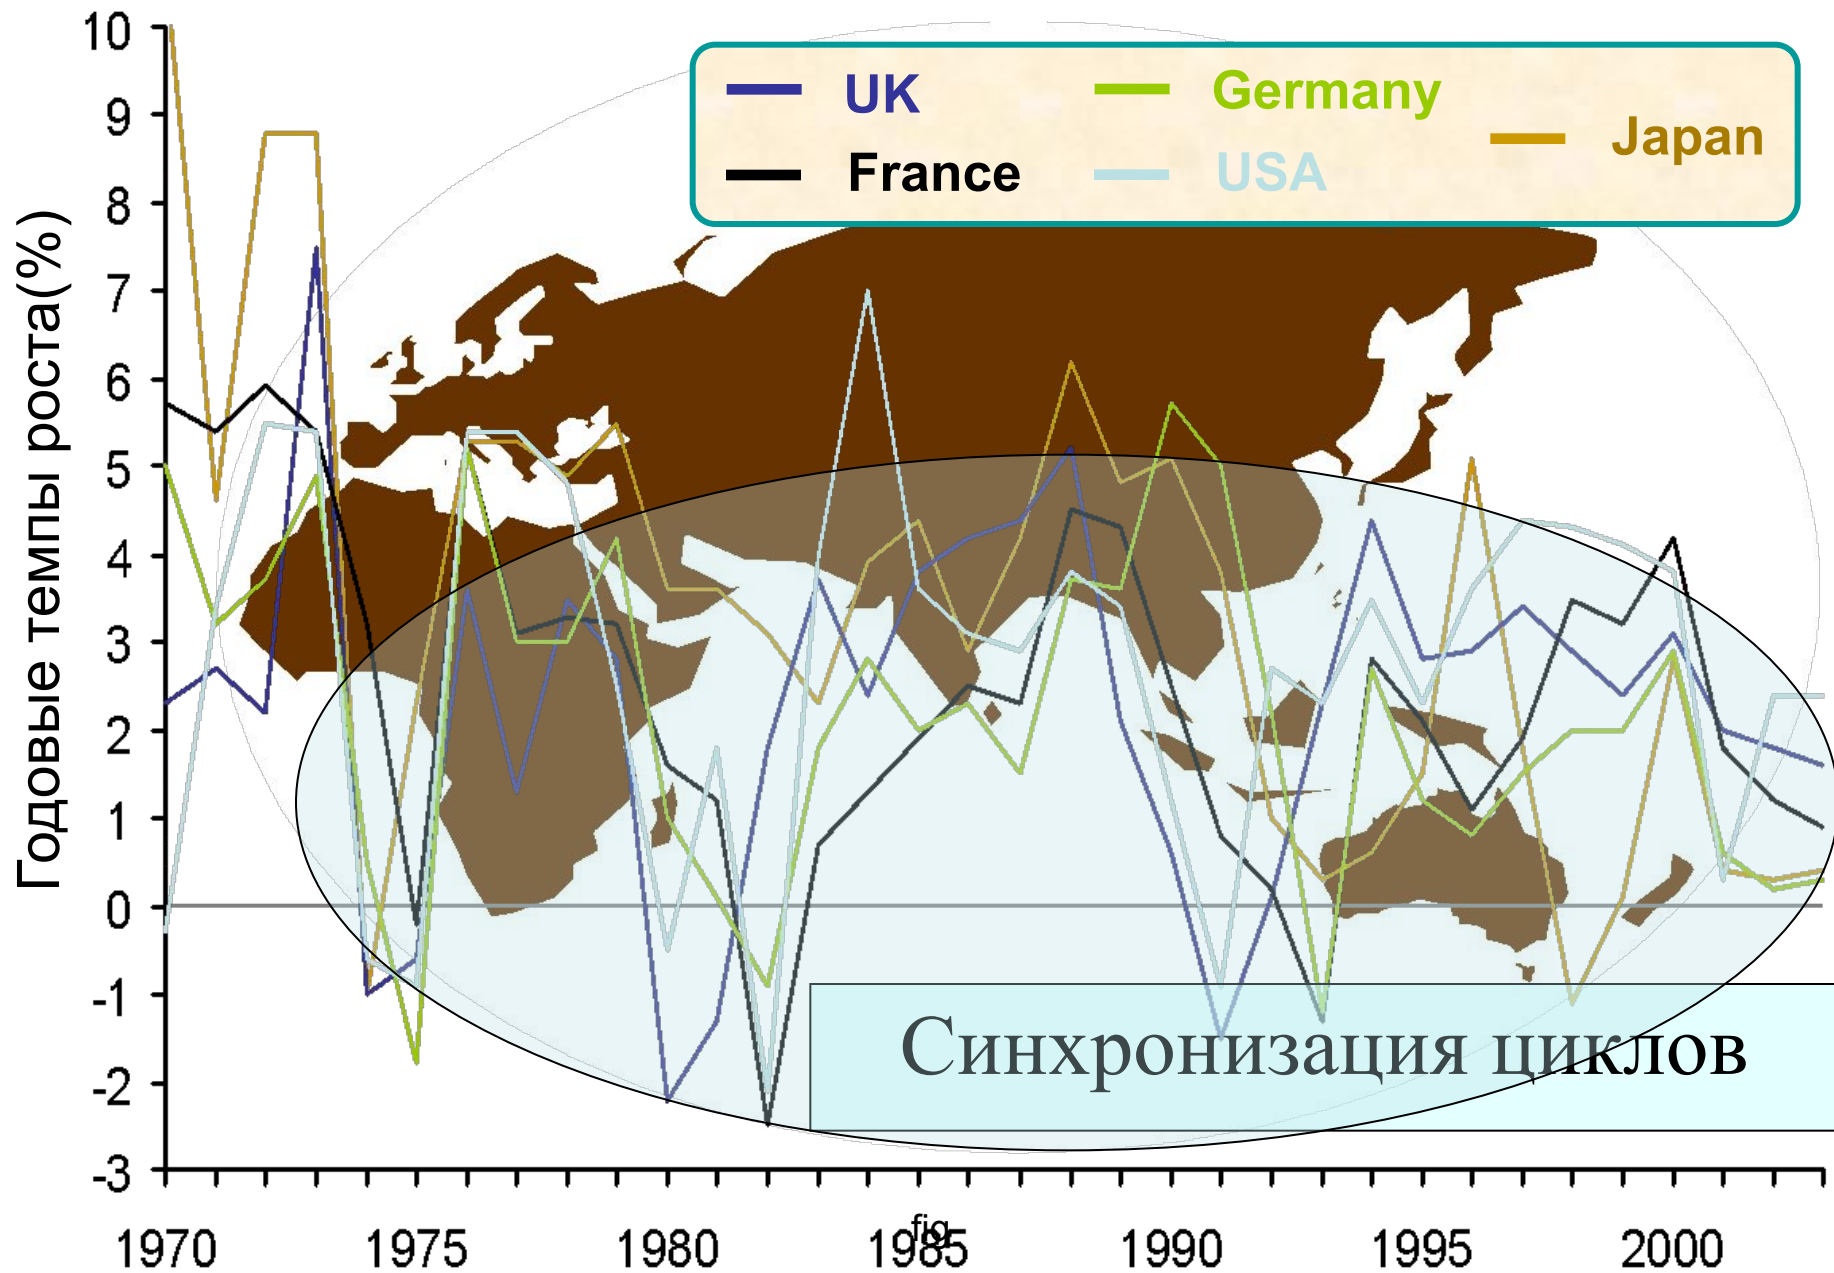 10
9
8
7
6
5
4
3
2
1
0
-1
-2
-3
Годовые темпы роста(%)
UK
Germany
Japan
France
USA
Синхронизация циклов
1970 1975 1980 1985 1990 1995 2000
fig